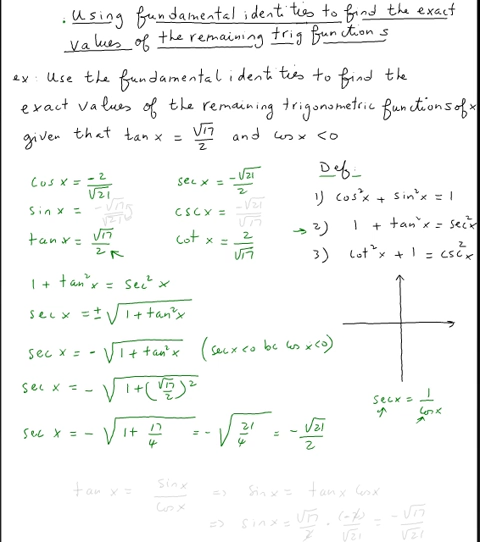 . Using fundamental identities to find the exact
values of the remaining trig functions
ex: Use the fundamental identities to find the
exact values of the remaining trigonometric functions of x
given that tan x = √17/2 and cos x < 0
Def:
cos x = -2/√21 sec x = -√21/2 1) cos²x + sin²x = 1
sin x = -√17/√21 csc x = -√21/√17 → 2) 1 + tan²x = sec²x
tan x = √17/2 cot x = 2/√17 3) cot²x + 1 = csc²x
1 + tan²x = sec²x
sec x = ±√(1 + tan²x)
sec x = -√(1 + tan²x) (sec x < 0 bc cos x < 0)
sec x = -√(1 + (√17/2)²)
sec x = 1/cos x
sec x = -√(1 + 17/4) = -√(21/4) = -√21/2
tan x = sin x/cos x ⇒ sin x = tan x cos x
⇒ sin x = √17/2 · (-2)/√21 = -√17/√21